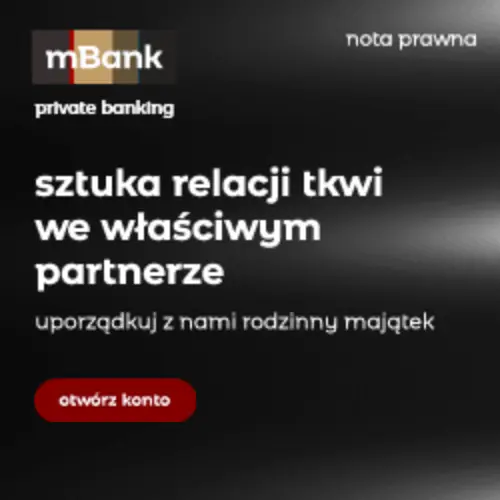 mBank
nota prawna
private banking
sztuka relacji tkwi
we właściwym
partnerze
uporządkuj z nami rodzinny majątek
otwórz konto